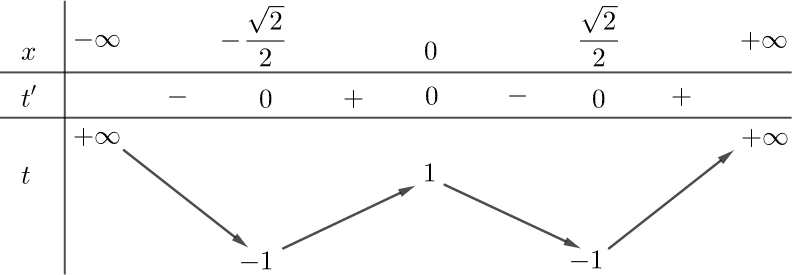 x −∞ −√2/2 0 √2/2 +∞
t′ − 0 + 0 − 0 +
+∞ +∞
t 1
−1 −1